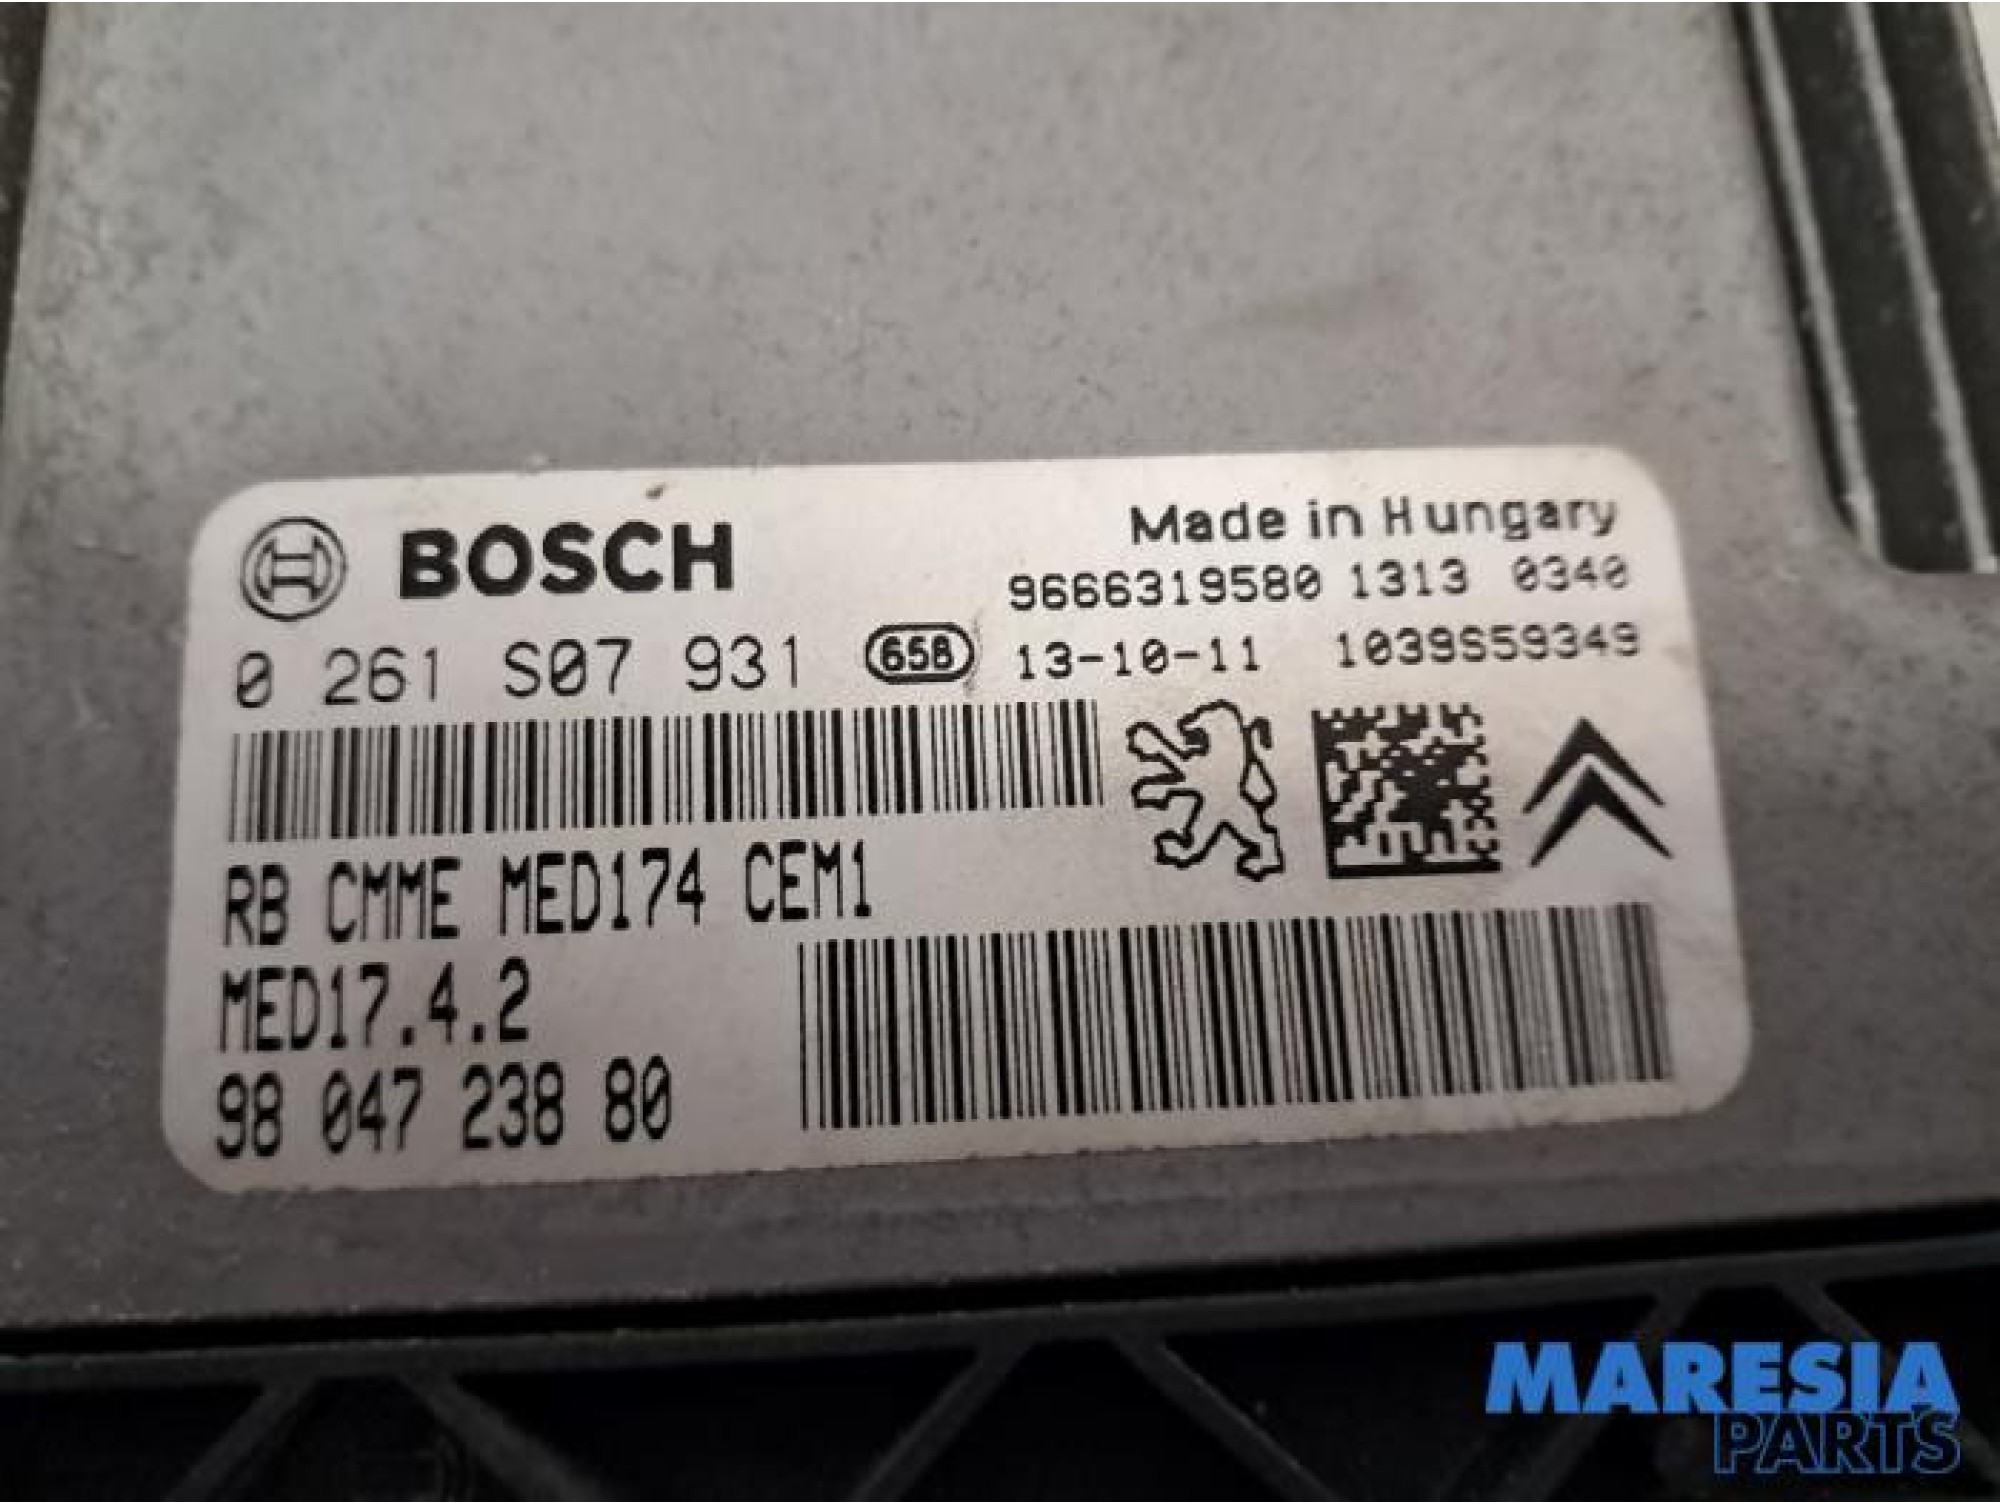 BOSCH
Made in Hungary
9666319580 1313 0340
0 261 S07 931 65B 13-10-11 1039S59349
RB CMME MED174 CEM1
MED17.4.2
98 047 238 80
MARESIA
PARTS